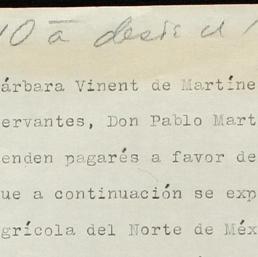 10 a
árbara Vinent de Martíne
ervantes, Don Pablo Mart
enden pagarés a favor de
ue a continuación se exp
grícola del Norte de Méx